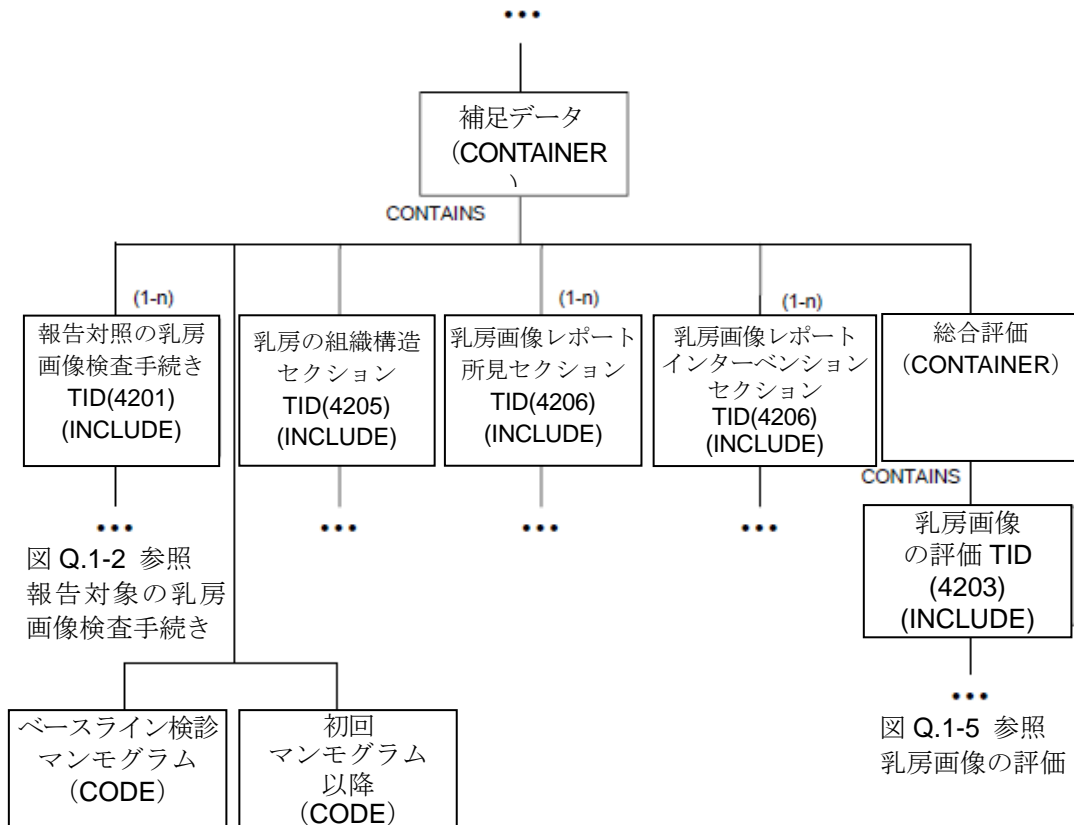 •••
補足データ
（CONTAINER
）
CONTAINS
(1-n)
報告対照の乳房
画像検査手続き
TID(4201)
(INCLUDE)
乳房の組織構造
セクション
TID(4205)
(INCLUDE)
(1-n)
乳房画像レポート
所見セクション
TID(4206)
(INCLUDE)
(1-n)
乳房画像レポート
インターベンション
セクション
TID(4206)
(INCLUDE)
総合評価
（CONTAINER）
CONTAINS
•••
•••
•••
•••
乳房画像
の評価 TID
(4203)
(INCLUDE)
図 Q.1-2 参照
報告対象の乳房
画像検査手続き
•••
図 Q.1-5 参照
乳房画像の評価
ベースライン検診
マンモグラム
（CODE）
初回
マンモグラム
以降
（CODE）